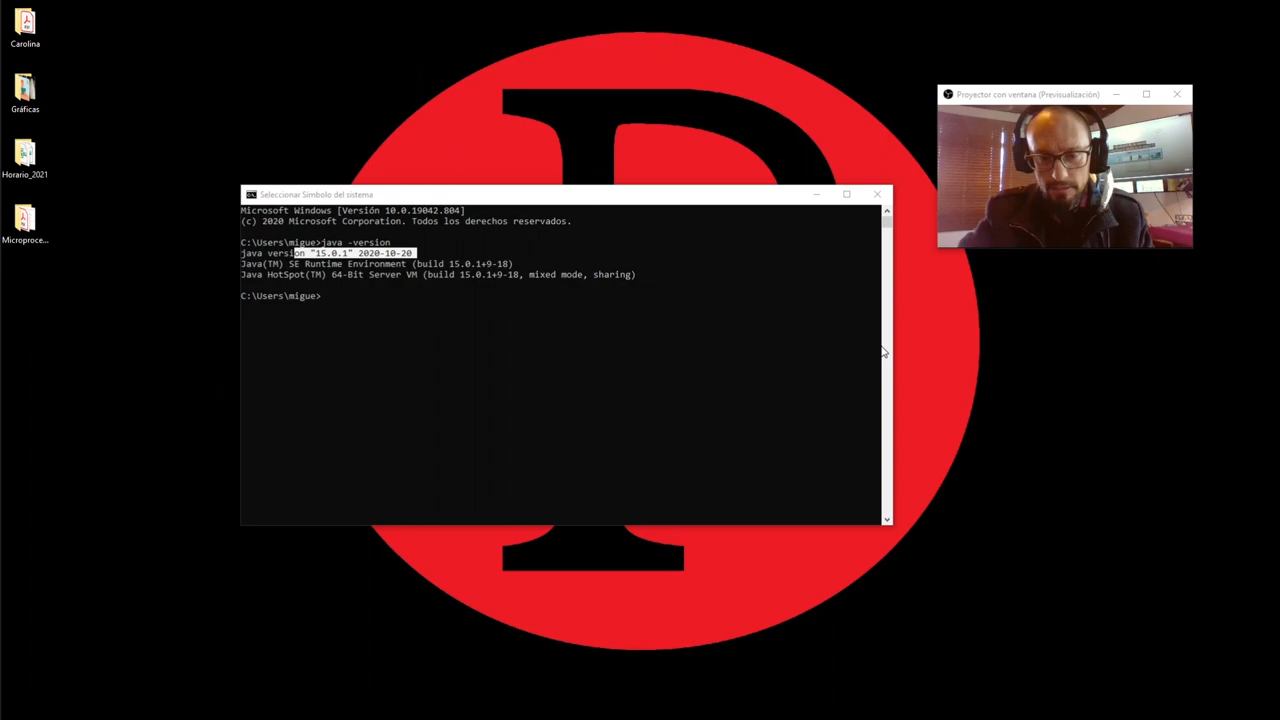 Carolina
Gráficas
Horario_2021
Microproce...
Proyector con ventana (Previsualización)
Seleccionar Símbolo del sistema
Microsoft Windows [Versión 10.0.19042.804]
(c) 2020 Microsoft Corporation. Todos los derechos reservados.
C:\Users\migue>java -version
java version "15.0.1" 2020-10-20
Java(TM) SE Runtime Environment (build 15.0.1+9-18)
Java HotSpot(TM) 64-Bit Server VM (build 15.0.1+9-18, mixed mode, sharing)
C:\Users\migue>
P